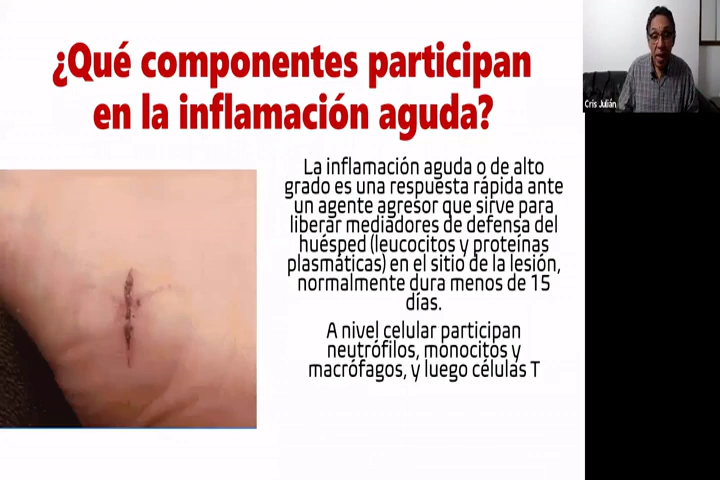 ¿Qué componentes participan
en la inflamación aguda?
Cris Julián
La inflamación aguda o de alto
grado es una respuesta rápida ante
un agente agresor que sirve para
liberar mediadores de defensa del
huésped (leucocitos y proteínas
plasmáticas) en el sitio de la lesión,
normalmente dura menos de 15
días.
A nivel celular participan
neutrófilos, monocitos y
macrófagos, y luego células T